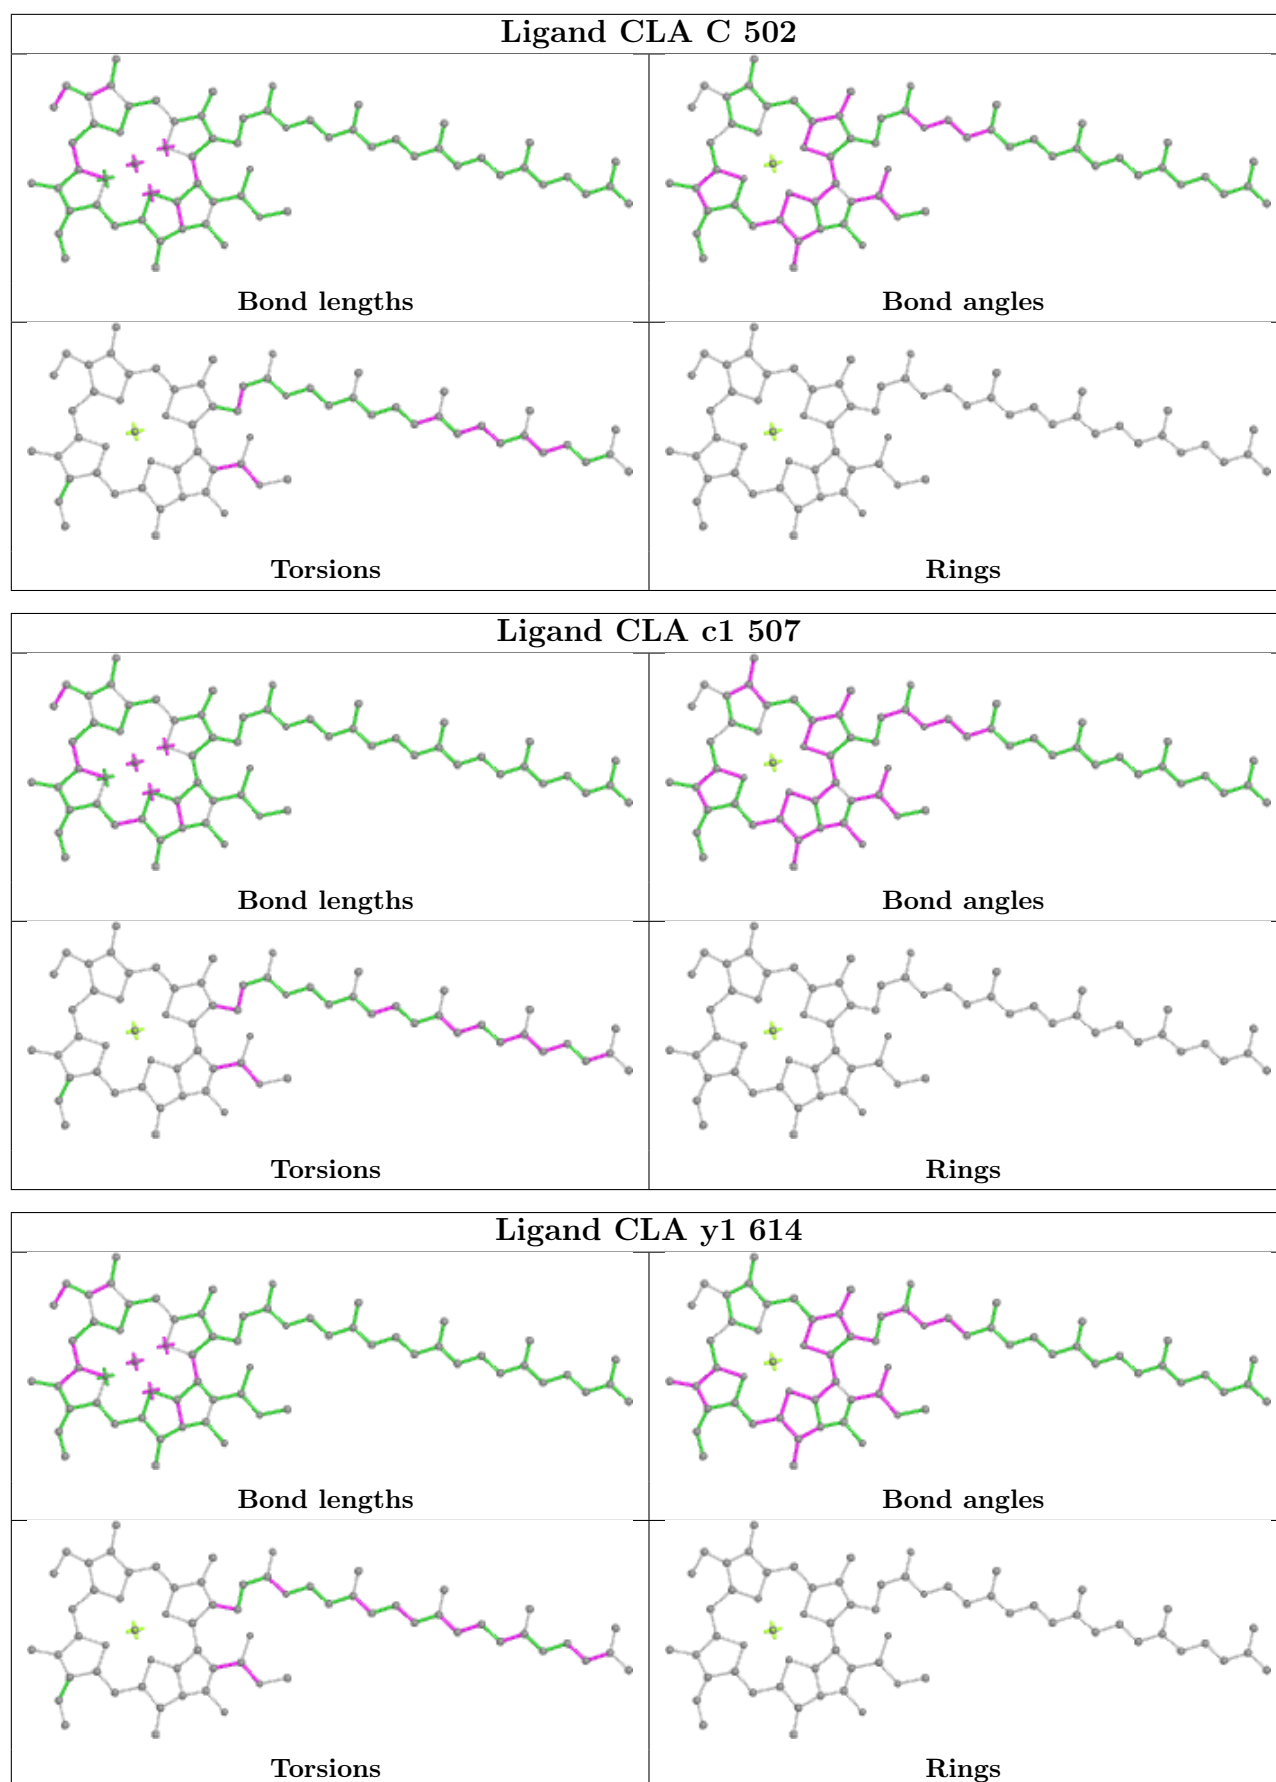 Ligand CLA C 502
Bond lengths
Bond angles
Torsions
Rings
Ligand CLA c1 507
Bond lengths
Bond angles
Torsions
Rings
Ligand CLA y1 614
Bond lengths
Bond angles
Torsions
Rings